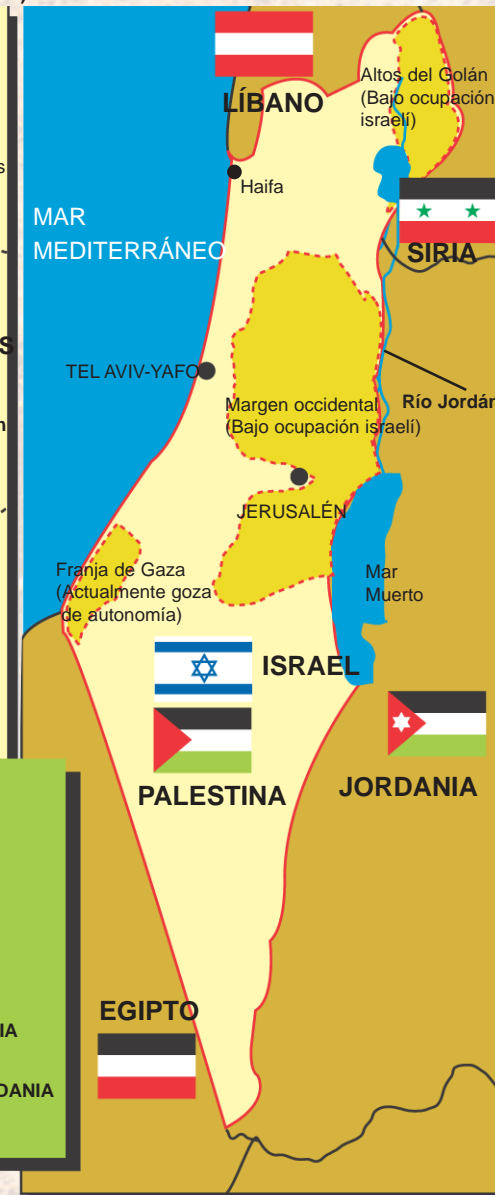 LÍBANO
Altos del Golán
(Bajo ocupación
israelí)
Haifa
MAR
MEDITERRÁNEO
SIRIA
TEL AVIV-YAFO
Margen occidental
(Bajo ocupación israelí)
Río Jordán
JERUSALÉN
Franja de Gaza
(Actualmente goza
de autonomía)
Mar
Muerto
ISRAEL
PALESTINA
JORDANIA
EGIPTO